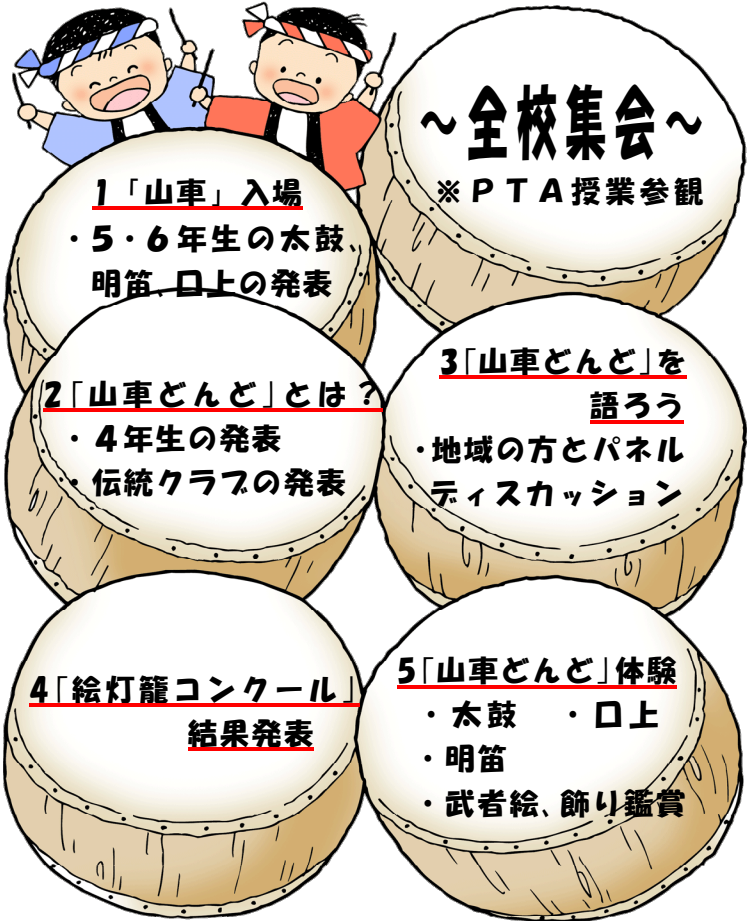 ～全校集会～
※ＰＴＡ授業参観
1「山車」入場
・５・６年生の太鼓、
明笛、口上の発表
2「山車どんど」とは？
・４年生の発表
・伝統クラブの発表
3「山車どんど」を
語ろう
・地域の方とパネル
ディスカッション
4「絵灯籠コンクール」
結果発表
5「山車どんど」体験
・太鼓　・口上
・明笛
・武者絵、飾り鑑賞